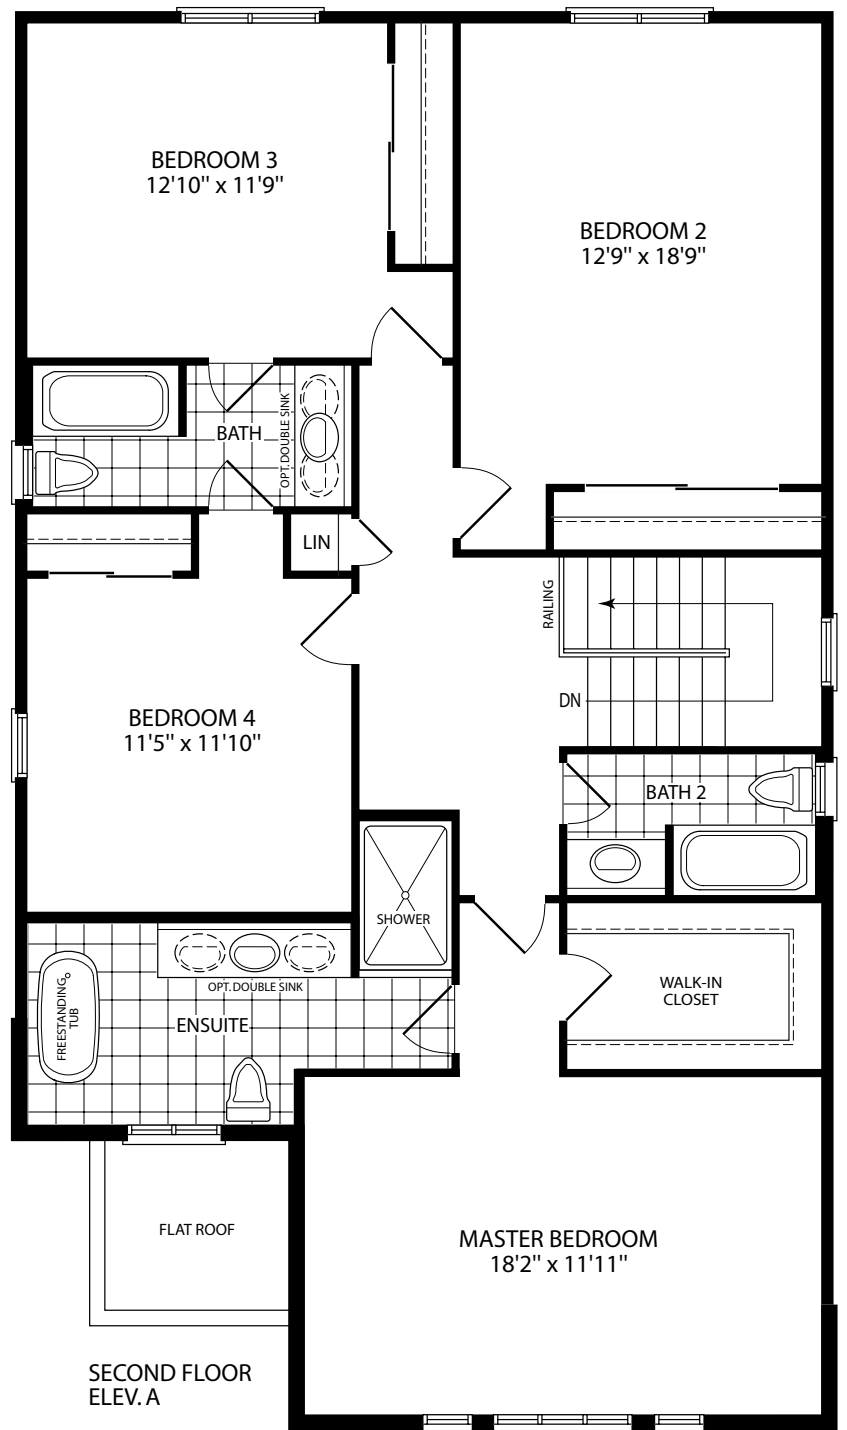 BEDROOM 3
12'10" x 11'9"
BEDROOM 2
12'9" x 18'9"
BATH
OPT. DOUBLE SINK
LIN
RAILING
DN
BEDROOM 4
11'5" x 11'10"
BATH 2
SHOWER
WALK-IN
CLOSET
OPT. DOUBLE SINK
FREESTANDING
TUB
ENSUITE
FLAT ROOF
MASTER BEDROOM
18'2" x 11'11"
SECOND FLOOR
ELEV. A